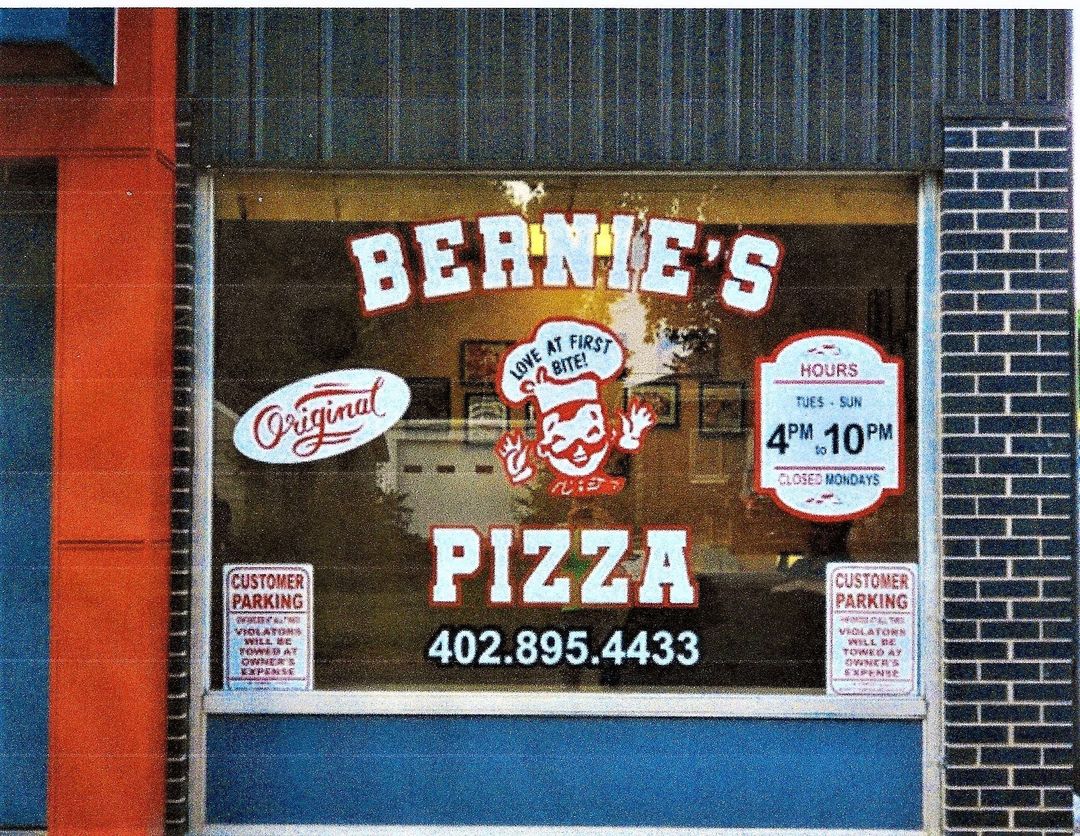 BERNIE'S
LOVE AT FIRST
BITE!
Original
HOURS
TUES - SUN
4PM to 10PM
CLOSED MONDAYS
PIZZA
402.895.4433
CUSTOMER
PARKING
VIOLATORS
WILL BE
TOWED AT
OWNER'S
EXPENSE
CUSTOMER
PARKING
VIOLATORS
WILL BE
TOWED AT
OWNER'S
EXPENSE